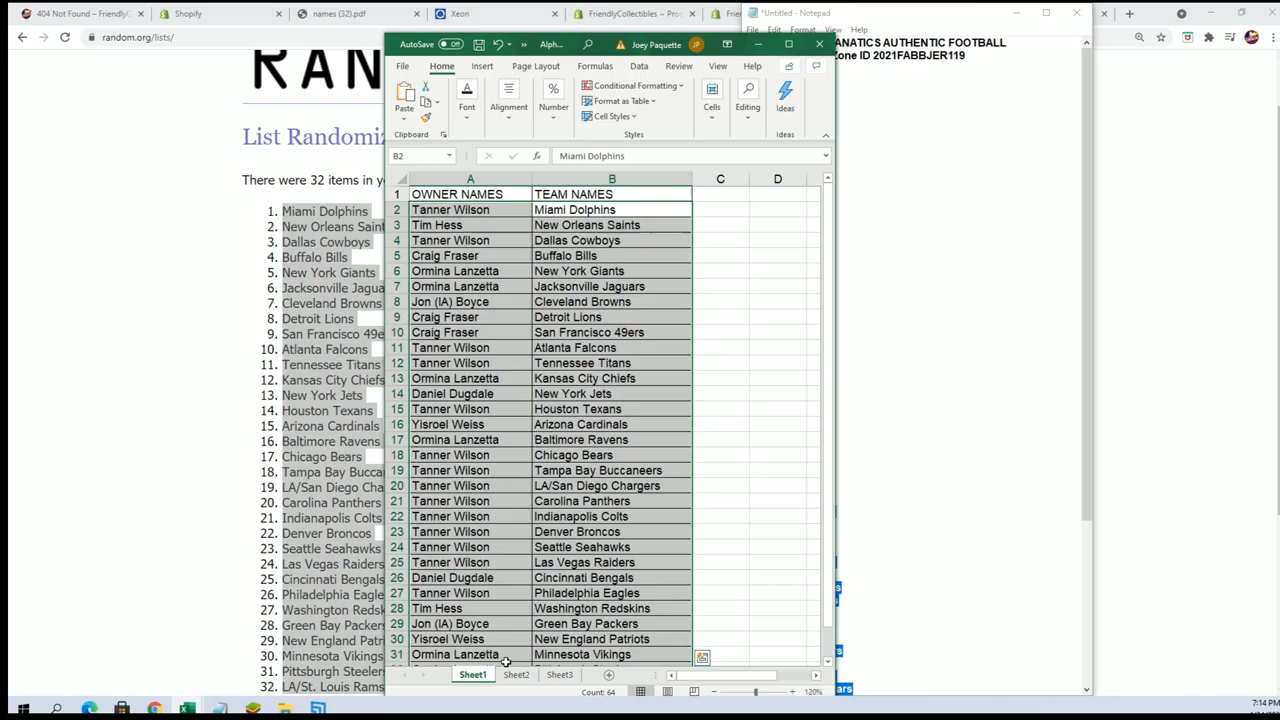 404 Not Found – FriendlyC
Shopify
names (32).pdf
Xeon
FriendlyCollectibles – Proc
Frien
*Untitled - Notepad
random.org/lists/
File Edit Format View Help
ANATICS AUTHENTIC FOOTBALL
Zone ID 2021FABBJER119
RAN
List Randomiz
There were 32 items in yo
1. Miami Dolphins
2. New Orleans Saint
3. Dallas Cowboys
4. Buffalo Bills
5. New York Giants
6. Jacksonville Jagua
7. Cleveland Browns
8. Detroit Lions
9. San Francisco 49e
10. Atlanta Falcons
11. Tennessee Titans
12. Kansas City Chiefs
13. New York Jets
14. Houston Texans
15. Arizona Cardinals
16. Baltimore Ravens
17. Chicago Bears
18. Tampa Bay Bucca
19. LA/San Diego Cha
20. Carolina Panthers
21. Indianapolis Colts
22. Denver Broncos
23. Seattle Seahawks
24. Las Vegas Raiders
25. Cincinnati Bengals
26. Philadelphia Eagles
27. Washington Redsk
28. Green Bay Packers
29. New England Patri
30. Minnesota Vikings
31. Pittsburgh Steelers
32. LA/St. Louis Rams
AutoSave Off Alph... Joey Paquette JP
File Home Insert Page Layout Formulas Data Review View Help
Paste Font Alignment Number Conditional Formatting Format as Table Cell Styles Cells Editing Ideas
Clipboard Styles Ideas
B2 fx Miami Dolphins
A B C D
1 OWNER NAMES TEAM NAMES
2 Tanner Wilson Miami Dolphins
3 Tim Hess New Orleans Saints
4 Tanner Wilson Dallas Cowboys
5 Craig Fraser Buffalo Bills
6 Ormina Lanzetta New York Giants
7 Ormina Lanzetta Jacksonville Jaguars
8 Jon (IA) Boyce Cleveland Browns
9 Craig Fraser Detroit Lions
10 Craig Fraser San Francisco 49ers
11 Tanner Wilson Atlanta Falcons
12 Tanner Wilson Tennessee Titans
13 Ormina Lanzetta Kansas City Chiefs
14 Daniel Dugdale New York Jets
15 Tanner Wilson Houston Texans
16 Yisroel Weiss Arizona Cardinals
17 Ormina Lanzetta Baltimore Ravens
18 Tanner Wilson Chicago Bears
19 Tanner Wilson Tampa Bay Buccaneers
20 Tanner Wilson LA/San Diego Chargers
21 Tanner Wilson Carolina Panthers
22 Tanner Wilson Indianapolis Colts
23 Tanner Wilson Denver Broncos
24 Tanner Wilson Seattle Seahawks
25 Tanner Wilson Las Vegas Raiders
26 Daniel Dugdale Cincinnati Bengals
27 Tanner Wilson Philadelphia Eagles
28 Tim Hess Washington Redskins
29 Jon (IA) Boyce Green Bay Packers
30 Yisroel Weiss New England Patriots
31 Ormina Lanzetta Minnesota Vikings
Sheet1 Sheet2 Sheet3
Count: 64 120%
7:14 PM